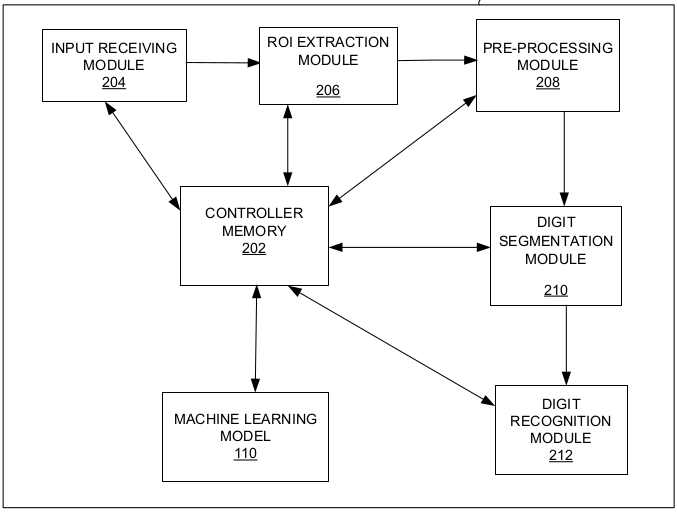 INPUT RECEIVING
MODULE
204
ROI EXTRACTION
MODULE
206
PRE-PROCESSING
MODULE
208
CONTROLLER
MEMORY
202
DIGIT
SEGMENTATION
MODULE
210
MACHINE LEARNING
MODEL
110
DIGIT
RECOGNITION
MODULE
212